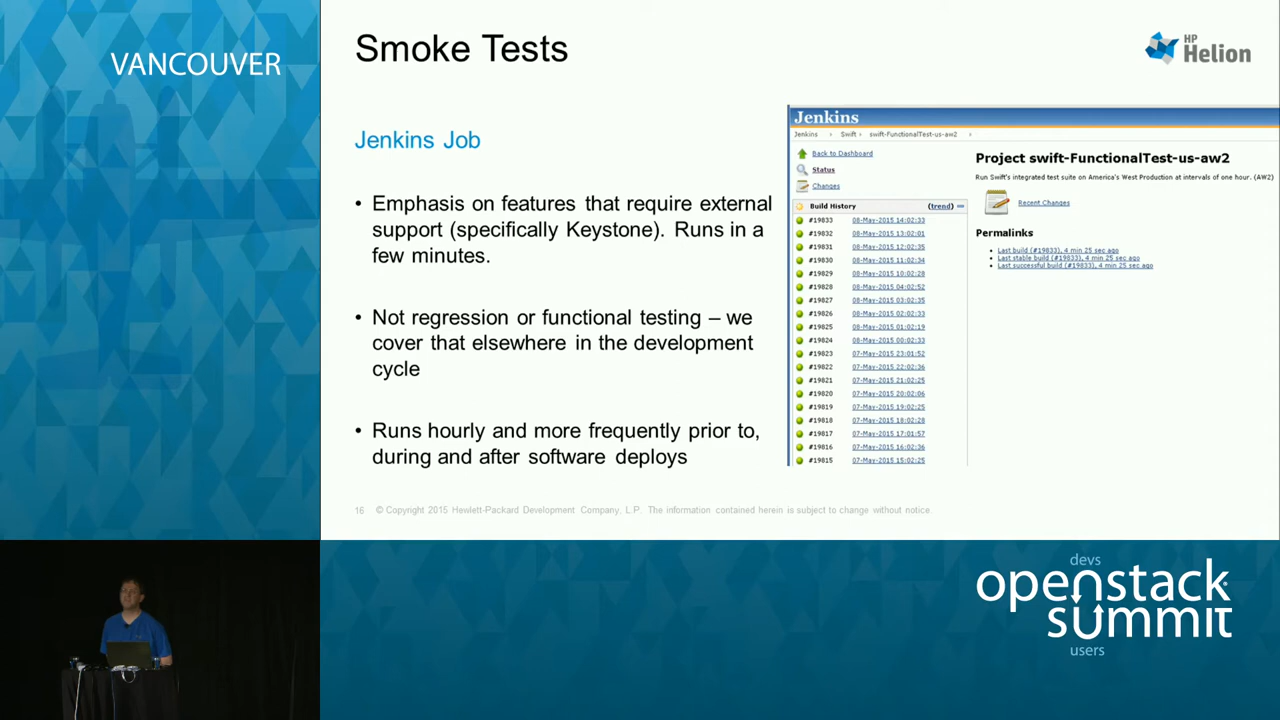 VANCOUVER
Smoke Tests
HP
Helion
Jenkins Job
• Emphasis on features that require external
support (specifically Keystone). Runs in a
few minutes.
• Not regression or functional testing – we
cover that elsewhere in the development
cycle
• Runs hourly and more frequently prior to,
during and after software deploys
Jenkins
Jenkins › Swift › swift-FunctionalTest-us-aw2 ›
Back to Dashboard
Status
Changes
Build History (trend)
#19833 08-May-2015 14:02:33
#19832 08-May-2015 13:02:01
#19831 08-May-2015 12:02:35
#19830 08-May-2015 11:02:34
#19829 08-May-2015 10:02:28
#19828 08-May-2015 04:02:52
#19827 08-May-2015 03:02:35
#19826 08-May-2015 02:02:33
#19825 08-May-2015 01:02:19
#19824 08-May-2015 00:02:33
#19823 07-May-2015 23:01:52
#19822 07-May-2015 22:02:36
#19821 07-May-2015 21:02:25
#19820 07-May-2015 20:02:06
#19819 07-May-2015 19:02:25
#19818 07-May-2015 18:02:28
#19817 07-May-2015 17:01:57
#19816 07-May-2015 16:02:36
#19815 07-May-2015 15:02:25
Project swift-FunctionalTest-us-aw2
Run Swift's integrated test suite on America's West Production at intervals of one hour. (AW2)
Recent Changes
Permalinks
• Last build (#19833), 4 min 25 sec ago
• Last stable build (#19833), 4 min 25 sec ago
• Last successful build (#19833), 4 min 25 sec ago
16 © Copyright 2015 Hewlett-Packard Development Company, L.P. The information contained herein is subject to change without notice.
devs
openstack
summit
users